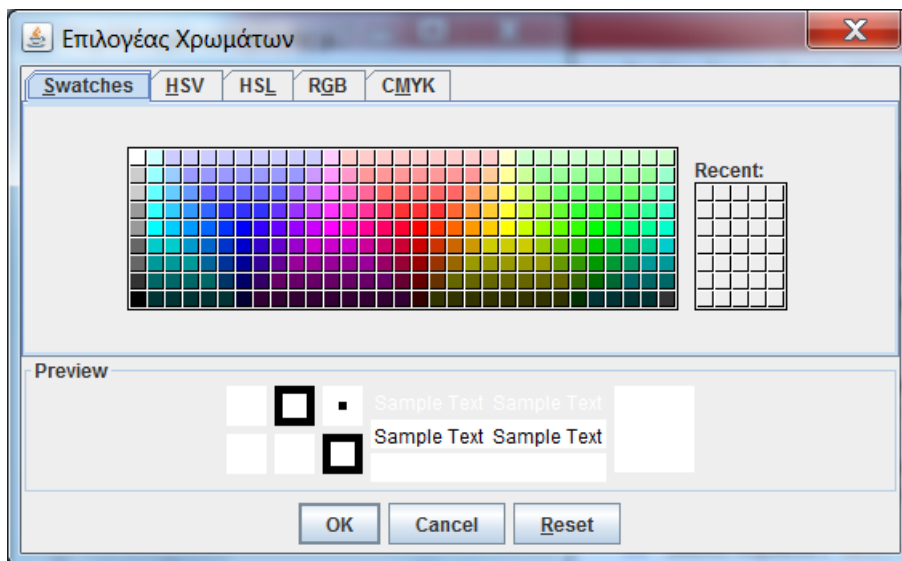 Επιλογέας Χρωμάτων
Swatches HSV HSL RGB CMYK
Recent:
Preview
Sample Text Sample Text
Sample Text Sample Text
OK Cancel Reset